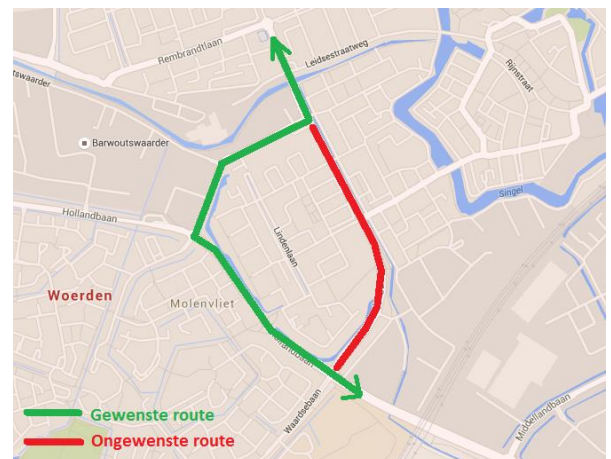 Rembrandtlaan
Leidsestraatweg
Rijnstraat
Barwoutswaarder
Singel
Hollandbaan
Lindenlaan
Woerden
Molenvliet
Waardsebaan
Middellandbaan
Gewenste route
Ongewenste route